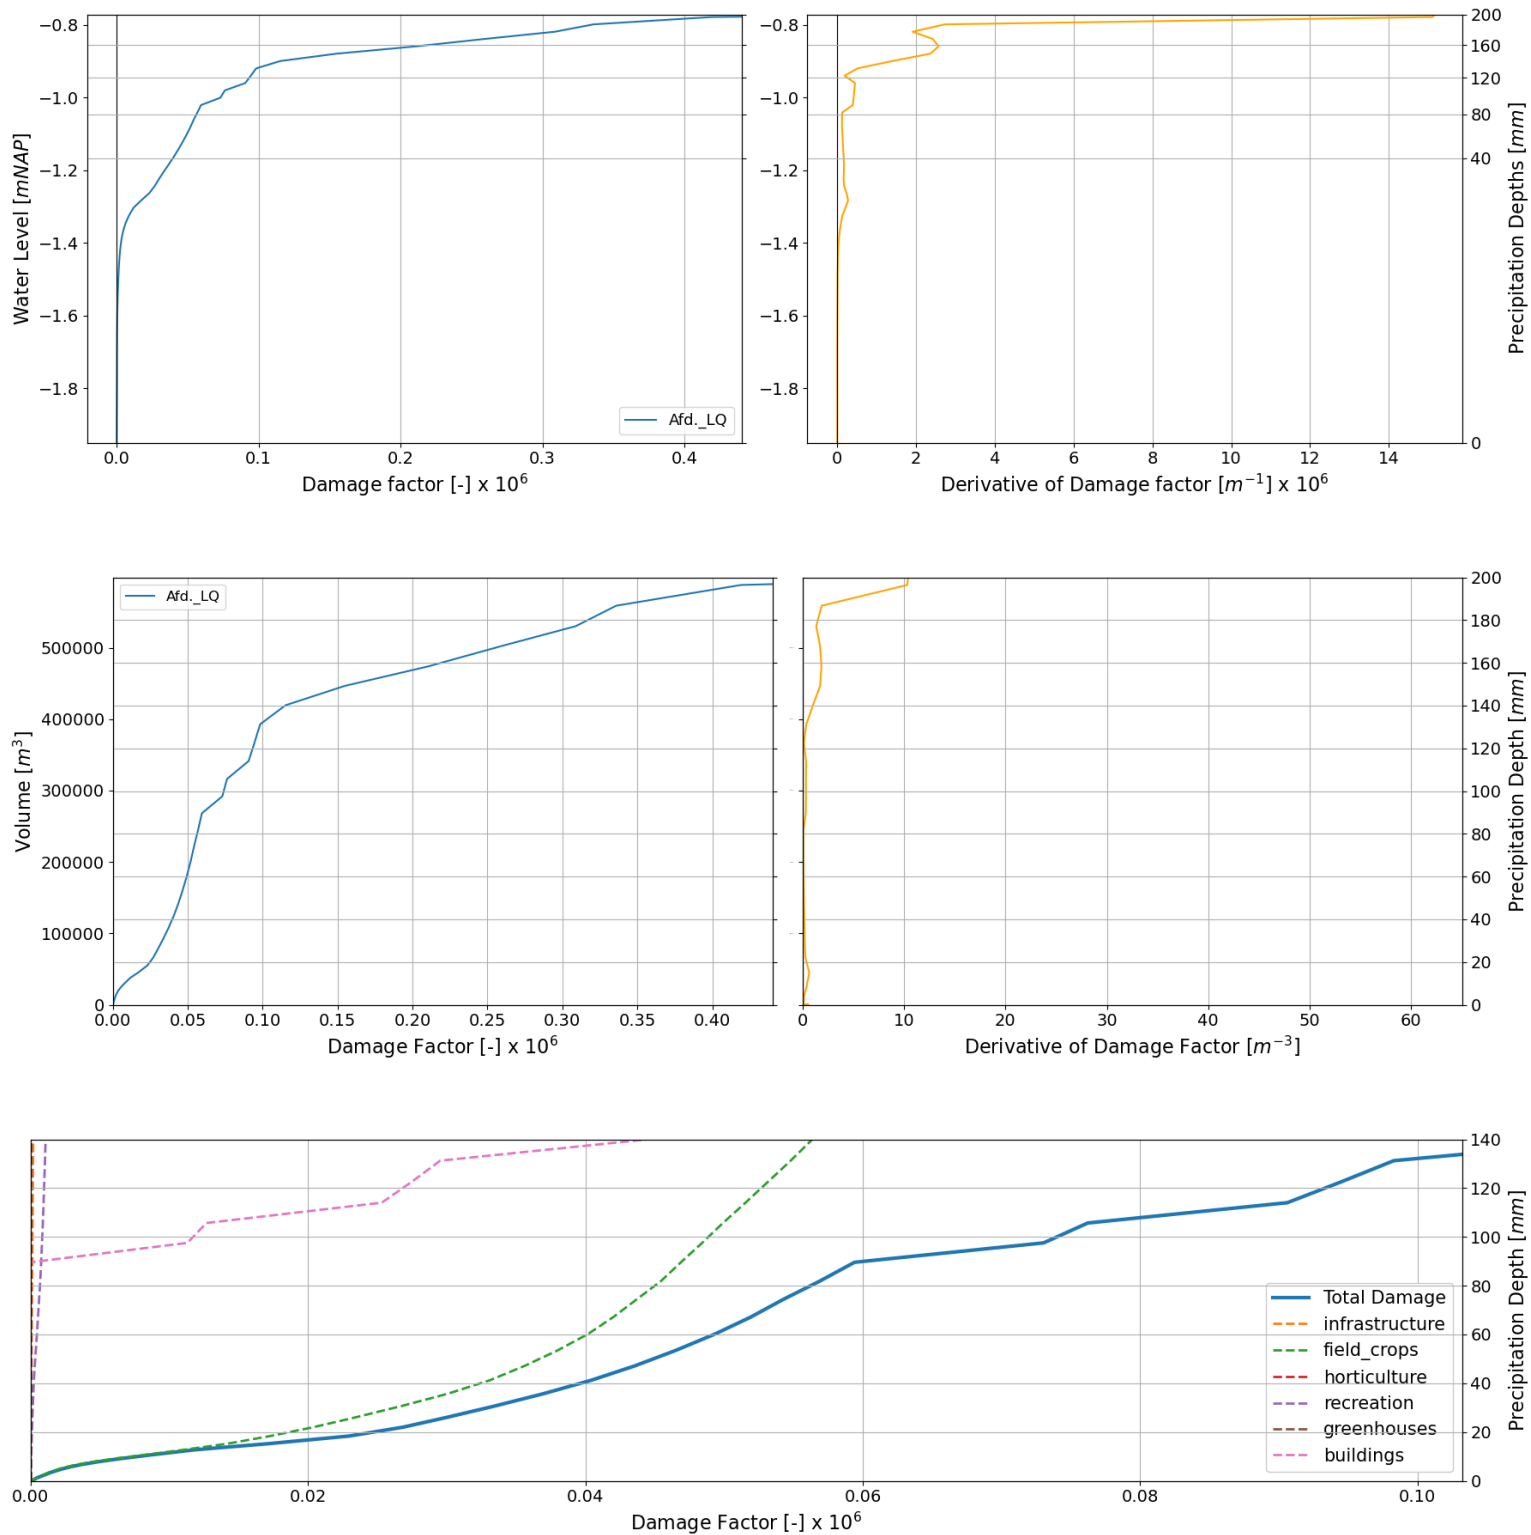 −0.8
−1.0
−1.2
−1.4
−1.6
−1.8
Water Level [mNAP]
0.0 0.1 0.2 0.3 0.4
Damage factor [-] x 10⁶
Afd._LQ
−0.8
−1.0
−1.2
−1.4
−1.6
−1.8
0 2 4 6 8 10 12 14
Derivative of Damage factor [m⁻¹] x 10⁶
200
160
120
80
40
0
Precipitation Depths [mm]
Afd._LQ
500000
400000
300000
200000
100000
0
Volume [m³]
0.00 0.05 0.10 0.15 0.20 0.25 0.30 0.35 0.40
Damage Factor [-] x 10⁶
0 10 20 30 40 50 60
Derivative of Damage Factor [m⁻³]
200
180
160
140
120
100
80
60
40
20
0
Precipitation Depth [mm]
140
120
100
80
60
40
20
0
Precipitation Depth [mm]
Total Damage
infrastructure
field_crops
horticulture
recreation
greenhouses
buildings
0.00 0.02 0.04 0.06 0.08 0.10
Damage Factor [-] x 10⁶